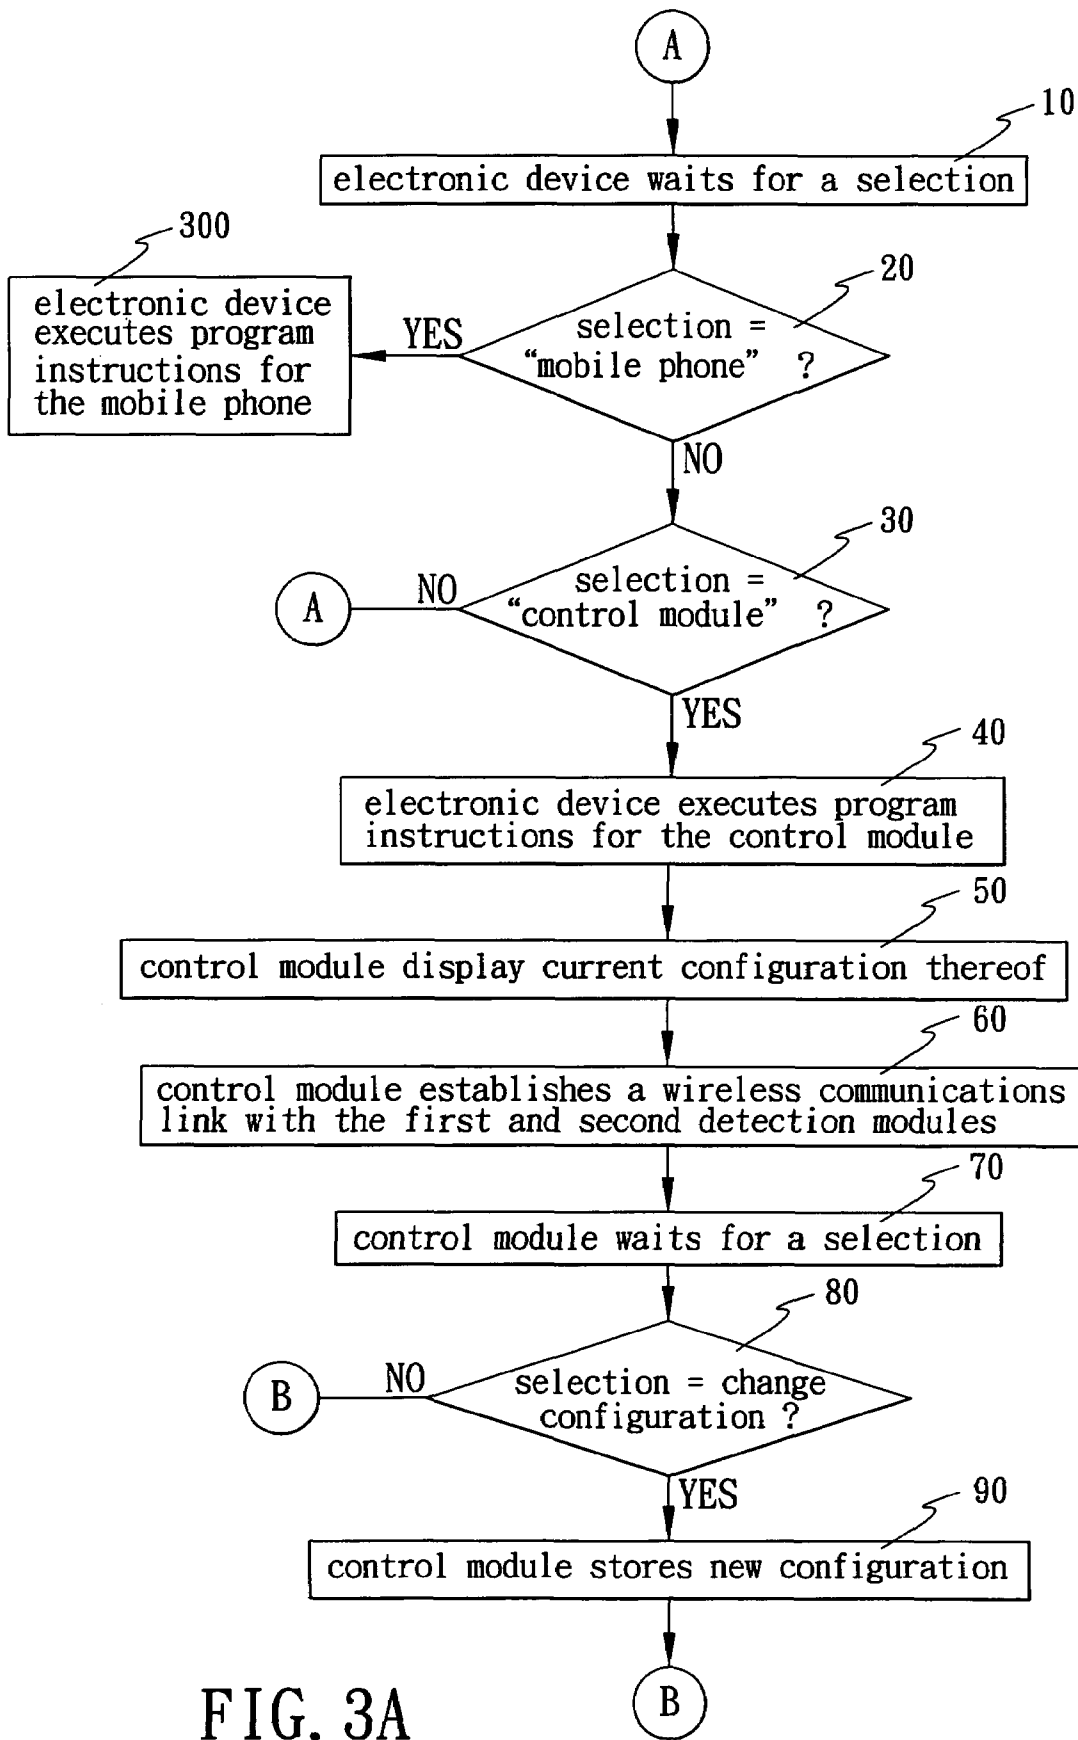 A
10
electronic device waits for a selection
300
electronic device
executes program
instructions for
the mobile phone
YES
20
selection =
“mobile phone” ?
NO
30
selection =
“control module” ?
NO
A
YES
40
electronic device executes program
instructions for the control module
50
control module display current configuration thereof
60
control module establishes a wireless communications
link with the first and second detection modules
70
control module waits for a selection
80
selection = change
configuration ?
NO
B
YES
90
control module stores new configuration
B
FIG. 3A